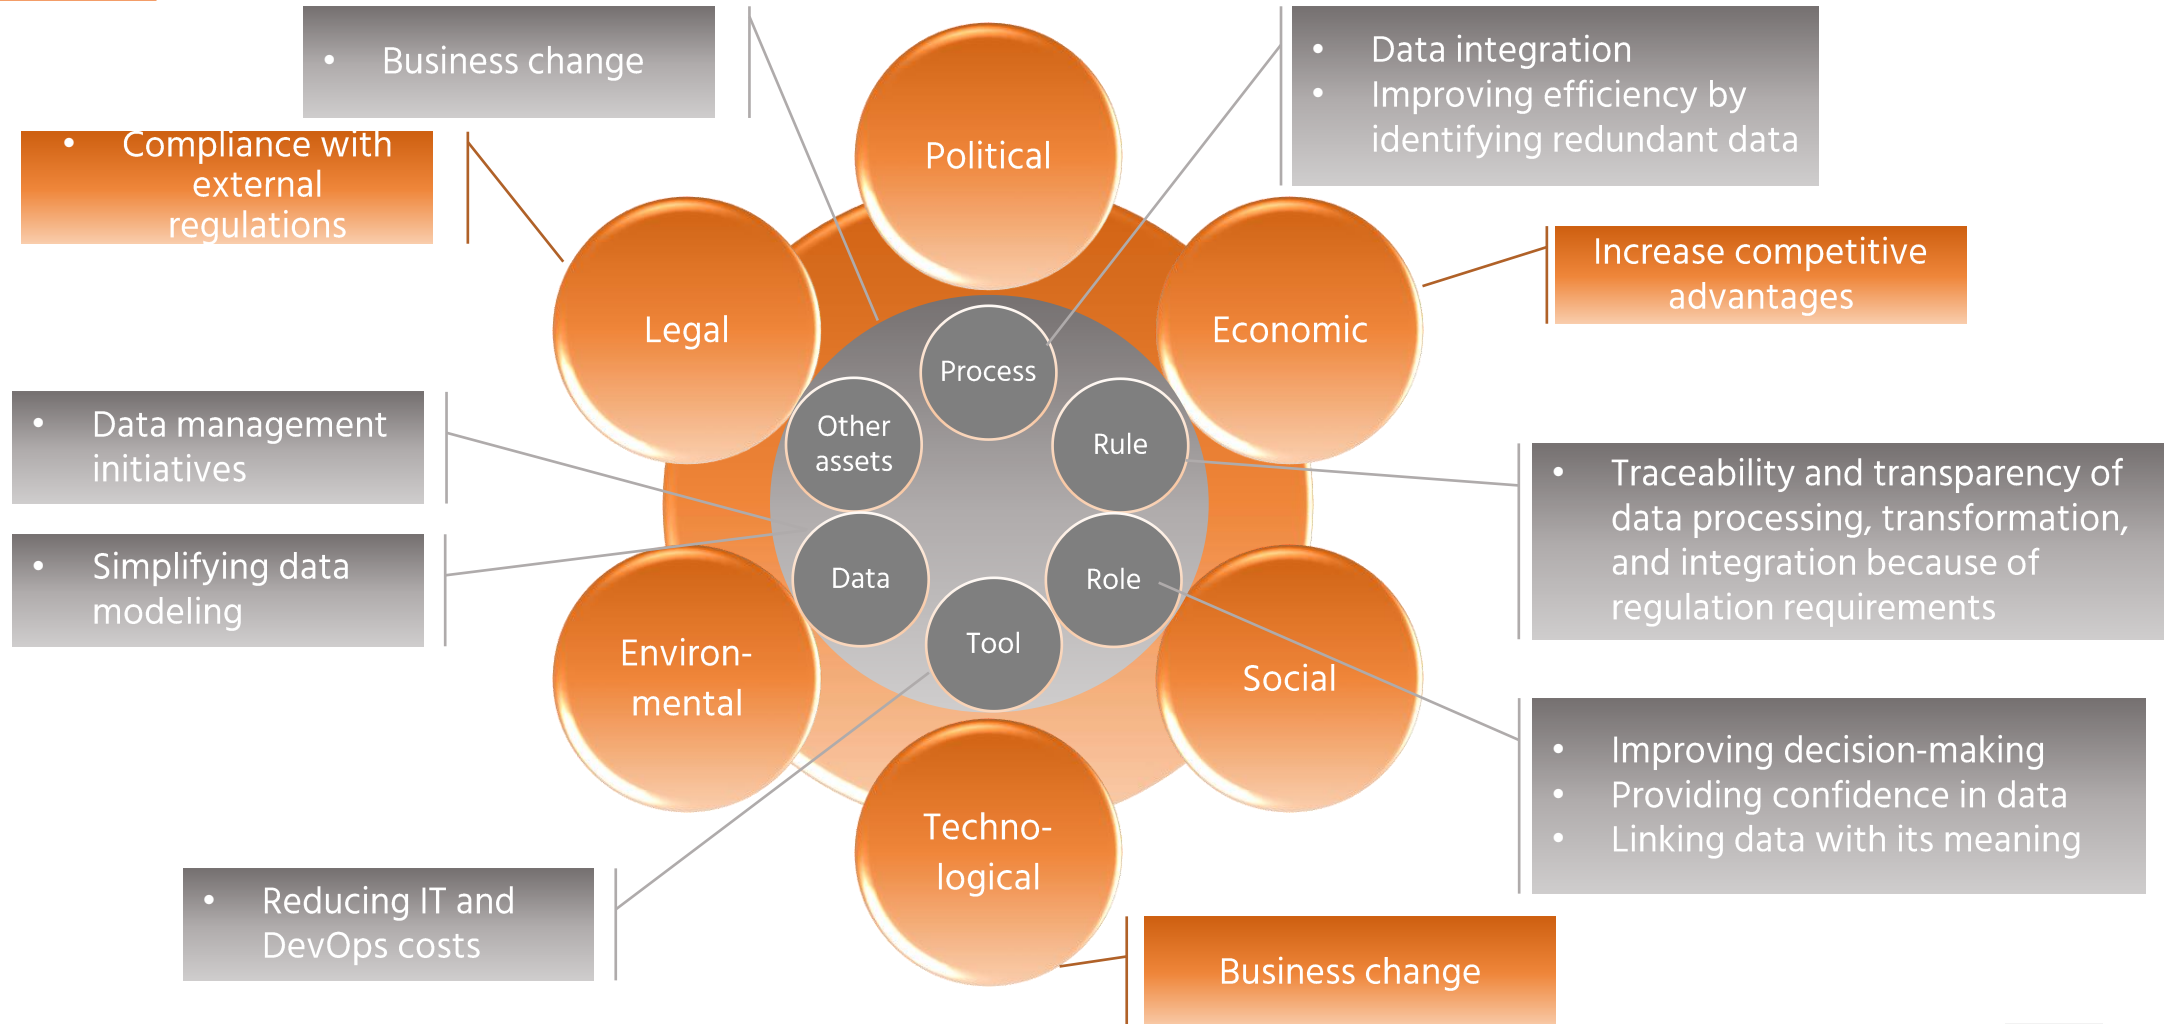 • Business change
• Data integration
• Improving efficiency by
identifying redundant data
• Compliance with
external
regulations
Political
Increase competitive
advantages
Legal
Economic
Process
Other
assets
Rule
• Data management
initiatives
• Traceability and transparency of
data processing, transformation,
and integration because of
regulation requirements
• Simplifying data
modeling
Data
Role
Tool
Environ-
mental
Social
• Improving decision-making
• Providing confidence in data
• Linking data with its meaning
Techno-
logical
• Reducing IT and
DevOps costs
Business change